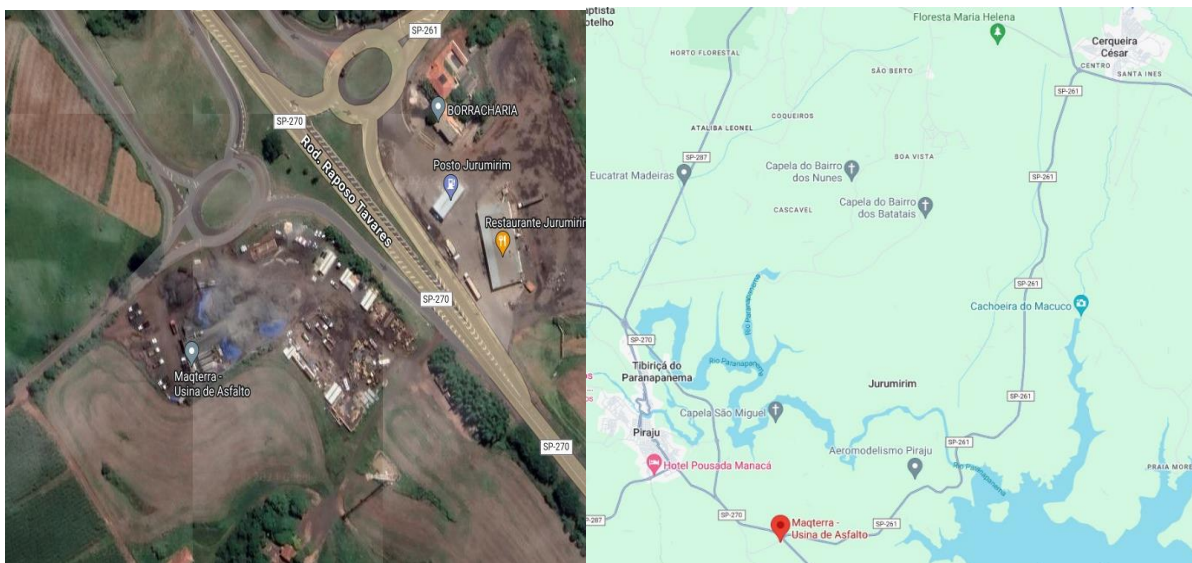 SP-261
BORRACHARIA
SP-270
Rod. Raposo Tavares
Posto Jurumirim
Restaurante Jurumirim
SP-270
Maqterra -
Usina de Asfalto
SP-270
Floresta Maria Helena
Cerqueira
César
HORTO FLORESTAL
CENTRO
SANTA INES
SÃO BERTO
SP-261
COQUEIROS
ATALIBA LEONEL
SP-287
BOA VISTA
Eucatrat Madeiras
Capela do Bairro
dos Nunes
SP-261
CASCAVEL
Capela do Bairro
dos Batatais
SP-261
Cachoeira do Macuco
Rio Paranapanema
SP-270
Rio Paranapanema
Tibiriçá do
Paranapanema
Jurumirim
Capela São Miguel
Piraju
SP-261
Aeromodelismo Piraju
Hotel Pousada Manacá
Rio Paranapanema
PRAIA MORE
SP-287
SP-270
Maqterra -
Usina de Asfalto
SP-261